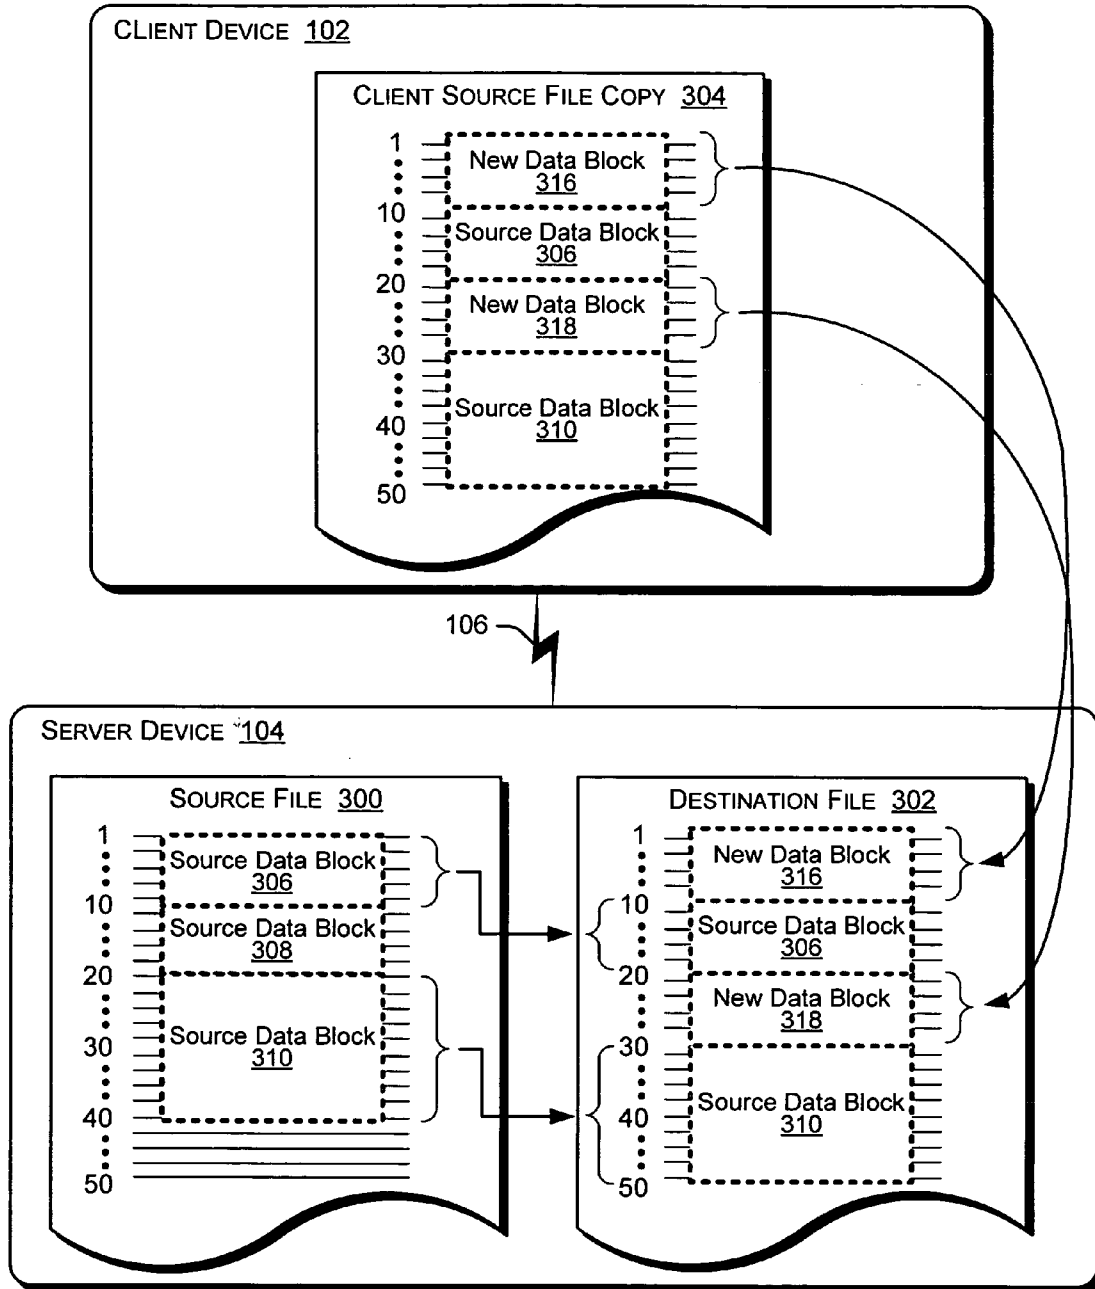 CLIENT DEVICE 102
CLIENT SOURCE FILE COPY 304
1
New Data Block
316
10
Source Data Block
306
20
New Data Block
318
30
Source Data Block
310
40
50
106
SERVER DEVICE 104
SOURCE FILE 300
1
Source Data Block
306
10
Source Data Block
308
20
Source Data Block
310
30
40
50
DESTINATION FILE 302
1
New Data Block
316
10
Source Data Block
306
20
New Data Block
318
30
Source Data Block
310
40
50